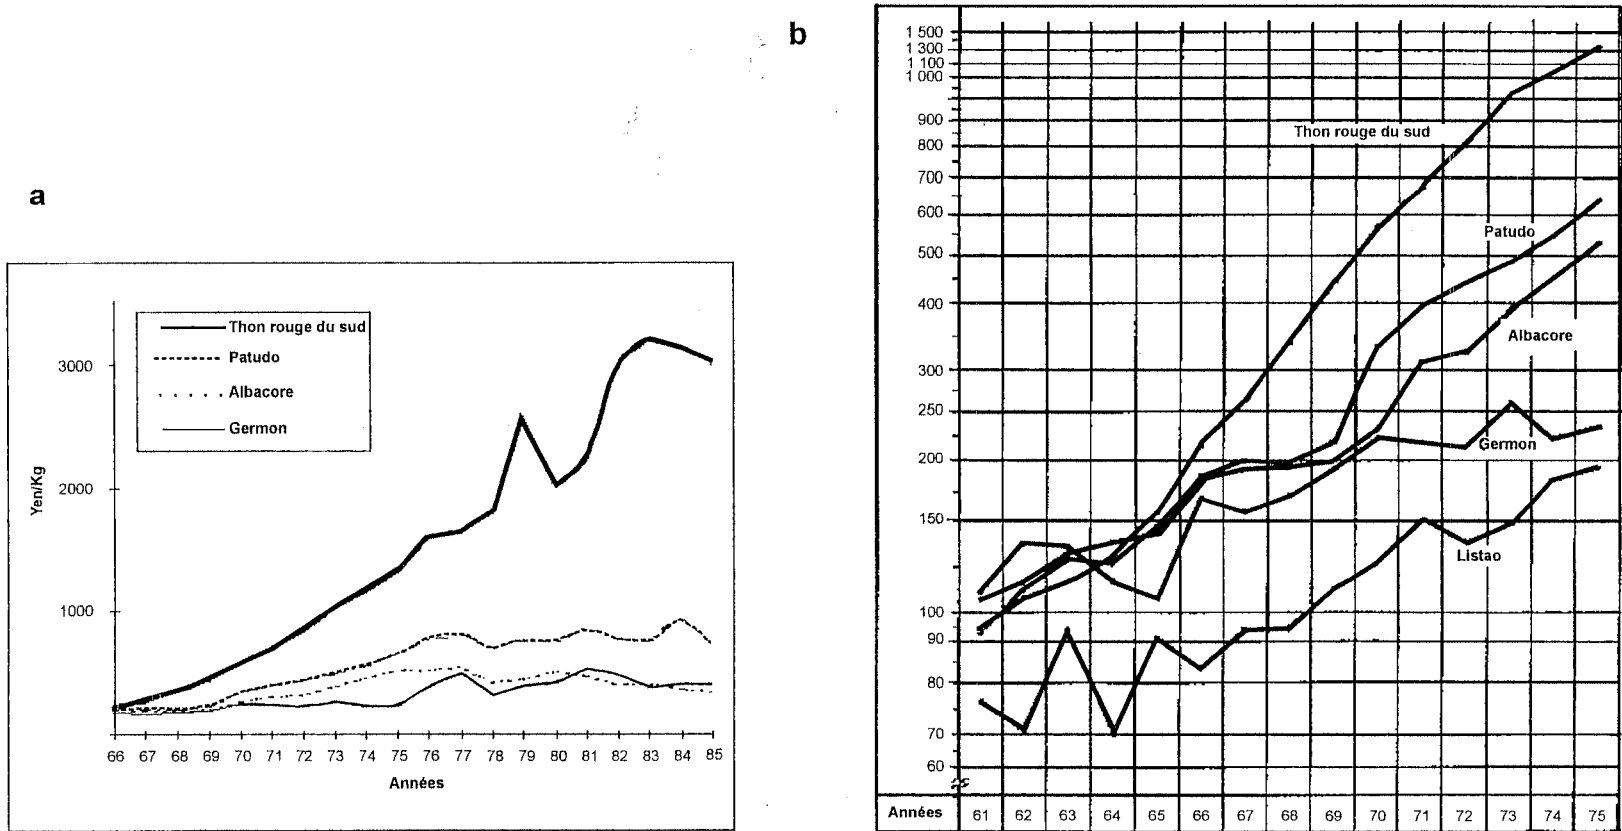 a
Thon rouge du sud
Patudo
Albacore
Germon
3000
2000
1000
Yen/Kg
66 67 68 69 70 71 72 73 74 75 76 77 78 79 80 81 82 83 84 85
Années
b
1 500
1 300
1 100
1 000
900
800
700
600
500
400
300
250
200
150
100
90
80
70
60
Thon rouge du sud
Patudo
Albacore
Germon
Listao
Années 61 62 63 64 65 66 67 68 69 70 71 72 73 74 75